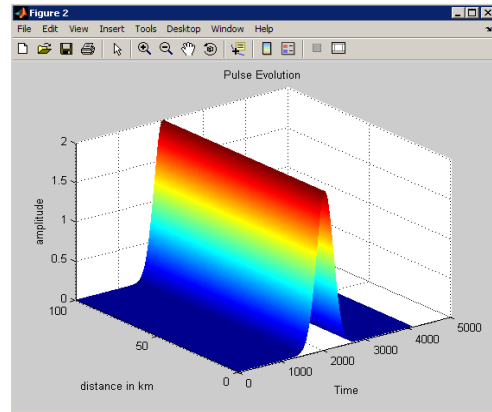 Figure 2
File Edit View Insert Tools Desktop Window Help
Pulse Evolution
2
1.5
1
0.5
0
amplitude
100
50
0
distance in km
0
1000
2000
3000
4000
5000
Time